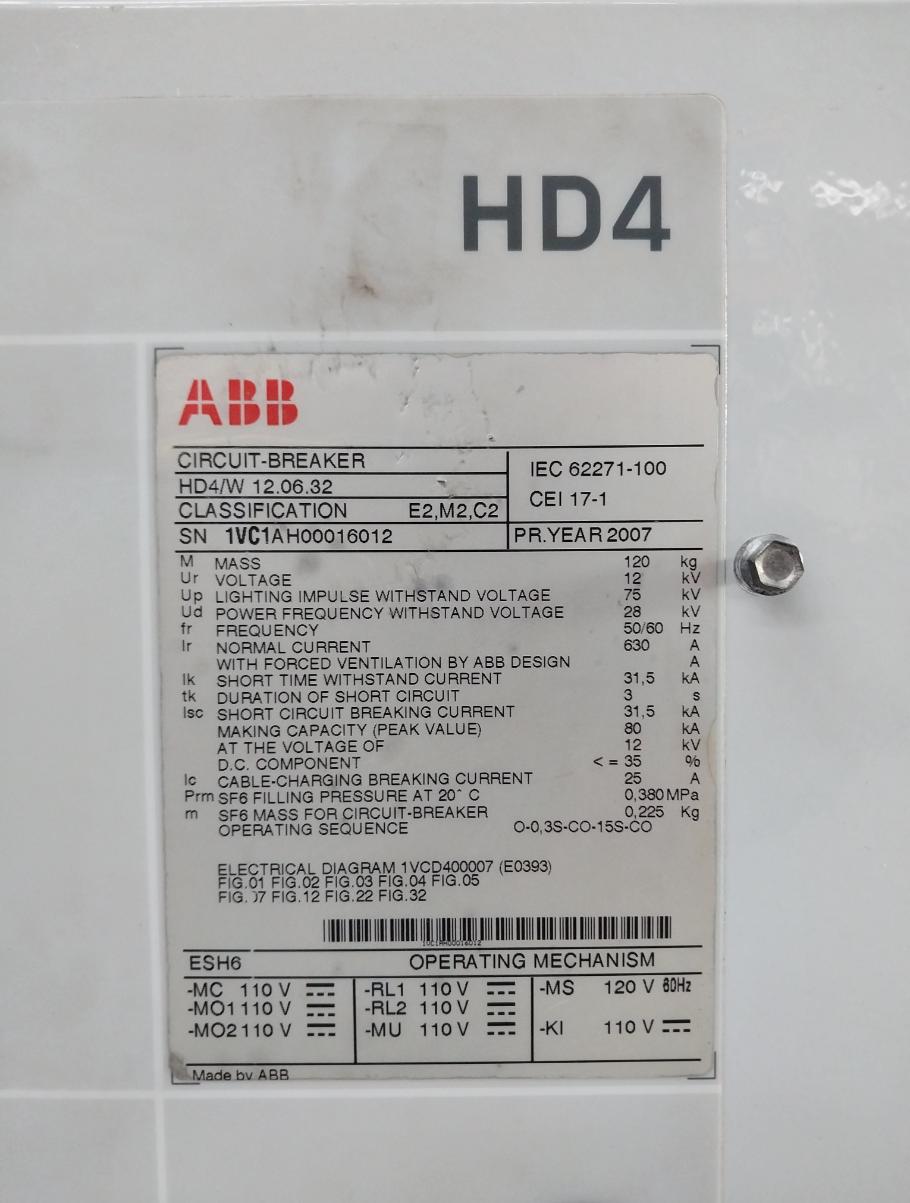 HD4
ABB
CIRCUIT-BREAKER
HD4/W 12.06.32
CLASSIFICATION E2,M2,C2
IEC 62271-100
CEI 17-1
SN 1VC1AH00016012 PR.YEAR 2007
M MASS 120 kg
Ur VOLTAGE 12 kV
Up LIGHTING IMPULSE WITHSTAND VOLTAGE 75 kV
Ud POWER FREQUENCY WITHSTAND VOLTAGE 28 kV
fr FREQUENCY 50/60 Hz
Ir NORMAL CURRENT 630 A
WITH FORCED VENTILATION BY ABB DESIGN A
Ik SHORT TIME WITHSTAND CURRENT 31,5 kA
tk DURATION OF SHORT CIRCUIT 3 s
Isc SHORT CIRCUIT BREAKING CURRENT 31,5 kA
MAKING CAPACITY (PEAK VALUE) 80 kA
AT THE VOLTAGE OF 12 kV
D.C. COMPONENT <= 35 %
Ic CABLE-CHARGING BREAKING CURRENT 25 A
Prm SF6 FILLING PRESSURE AT 20° C 0,380 MPa
m SF6 MASS FOR CIRCUIT-BREAKER 0,225 Kg
OPERATING SEQUENCE O-0,3S-CO-15S-CO
ELECTRICAL DIAGRAM 1VCD400007 (E0393)
FIG.01 FIG.02 FIG.03 FIG.04 FIG.05
FIG.07 FIG.12 FIG.22 FIG.32
1VC1AH00016012
ESH6 OPERATING MECHANISM
-MC 110 V -RL1 110 V -MS 120 V 60Hz
-MO1 110 V -RL2 110 V
-MO2 110 V -MU 110 V -KI 110 V
Made by ABB